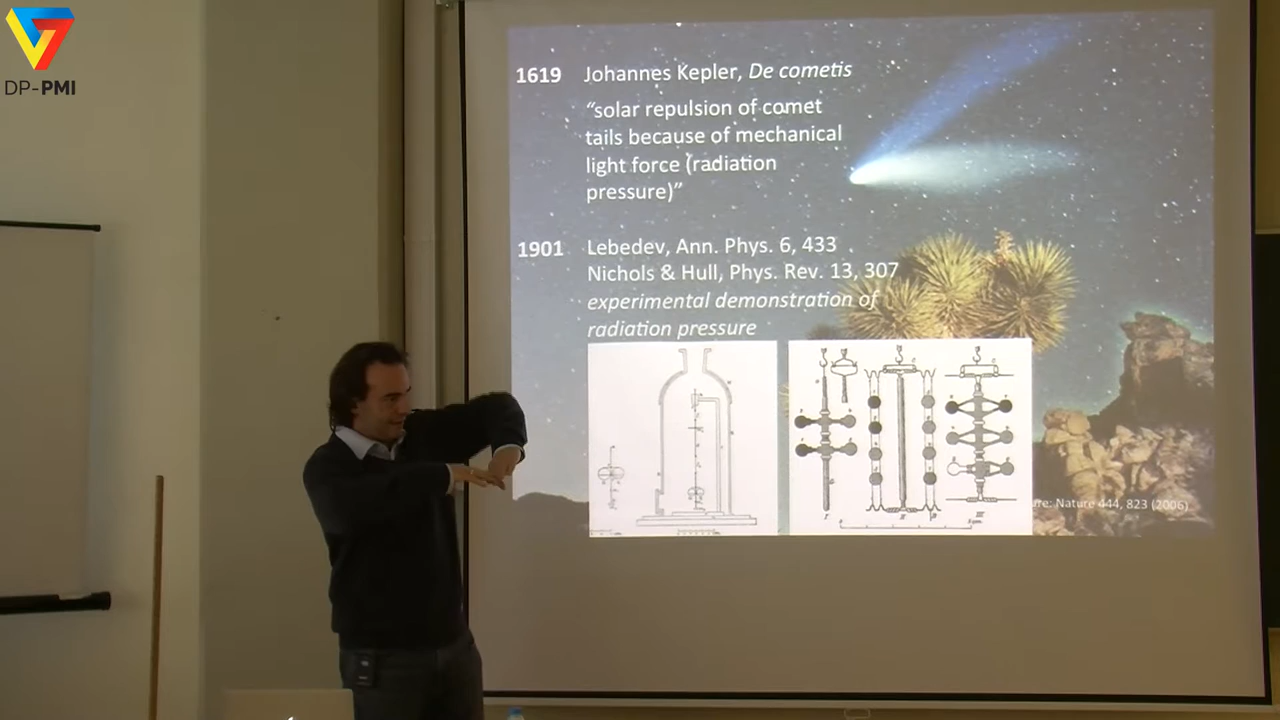 DP-PMI
1619 Johannes Kepler, De cometis
“solar repulsion of comet
tails because of mechanical
light force (radiation
pressure)”
1901 Lebedev, Ann. Phys. 6, 433
Nichols & Hull, Phys. Rev. 13, 307
experimental demonstration of
radiation pressure
Nature 444, 823 (2006)